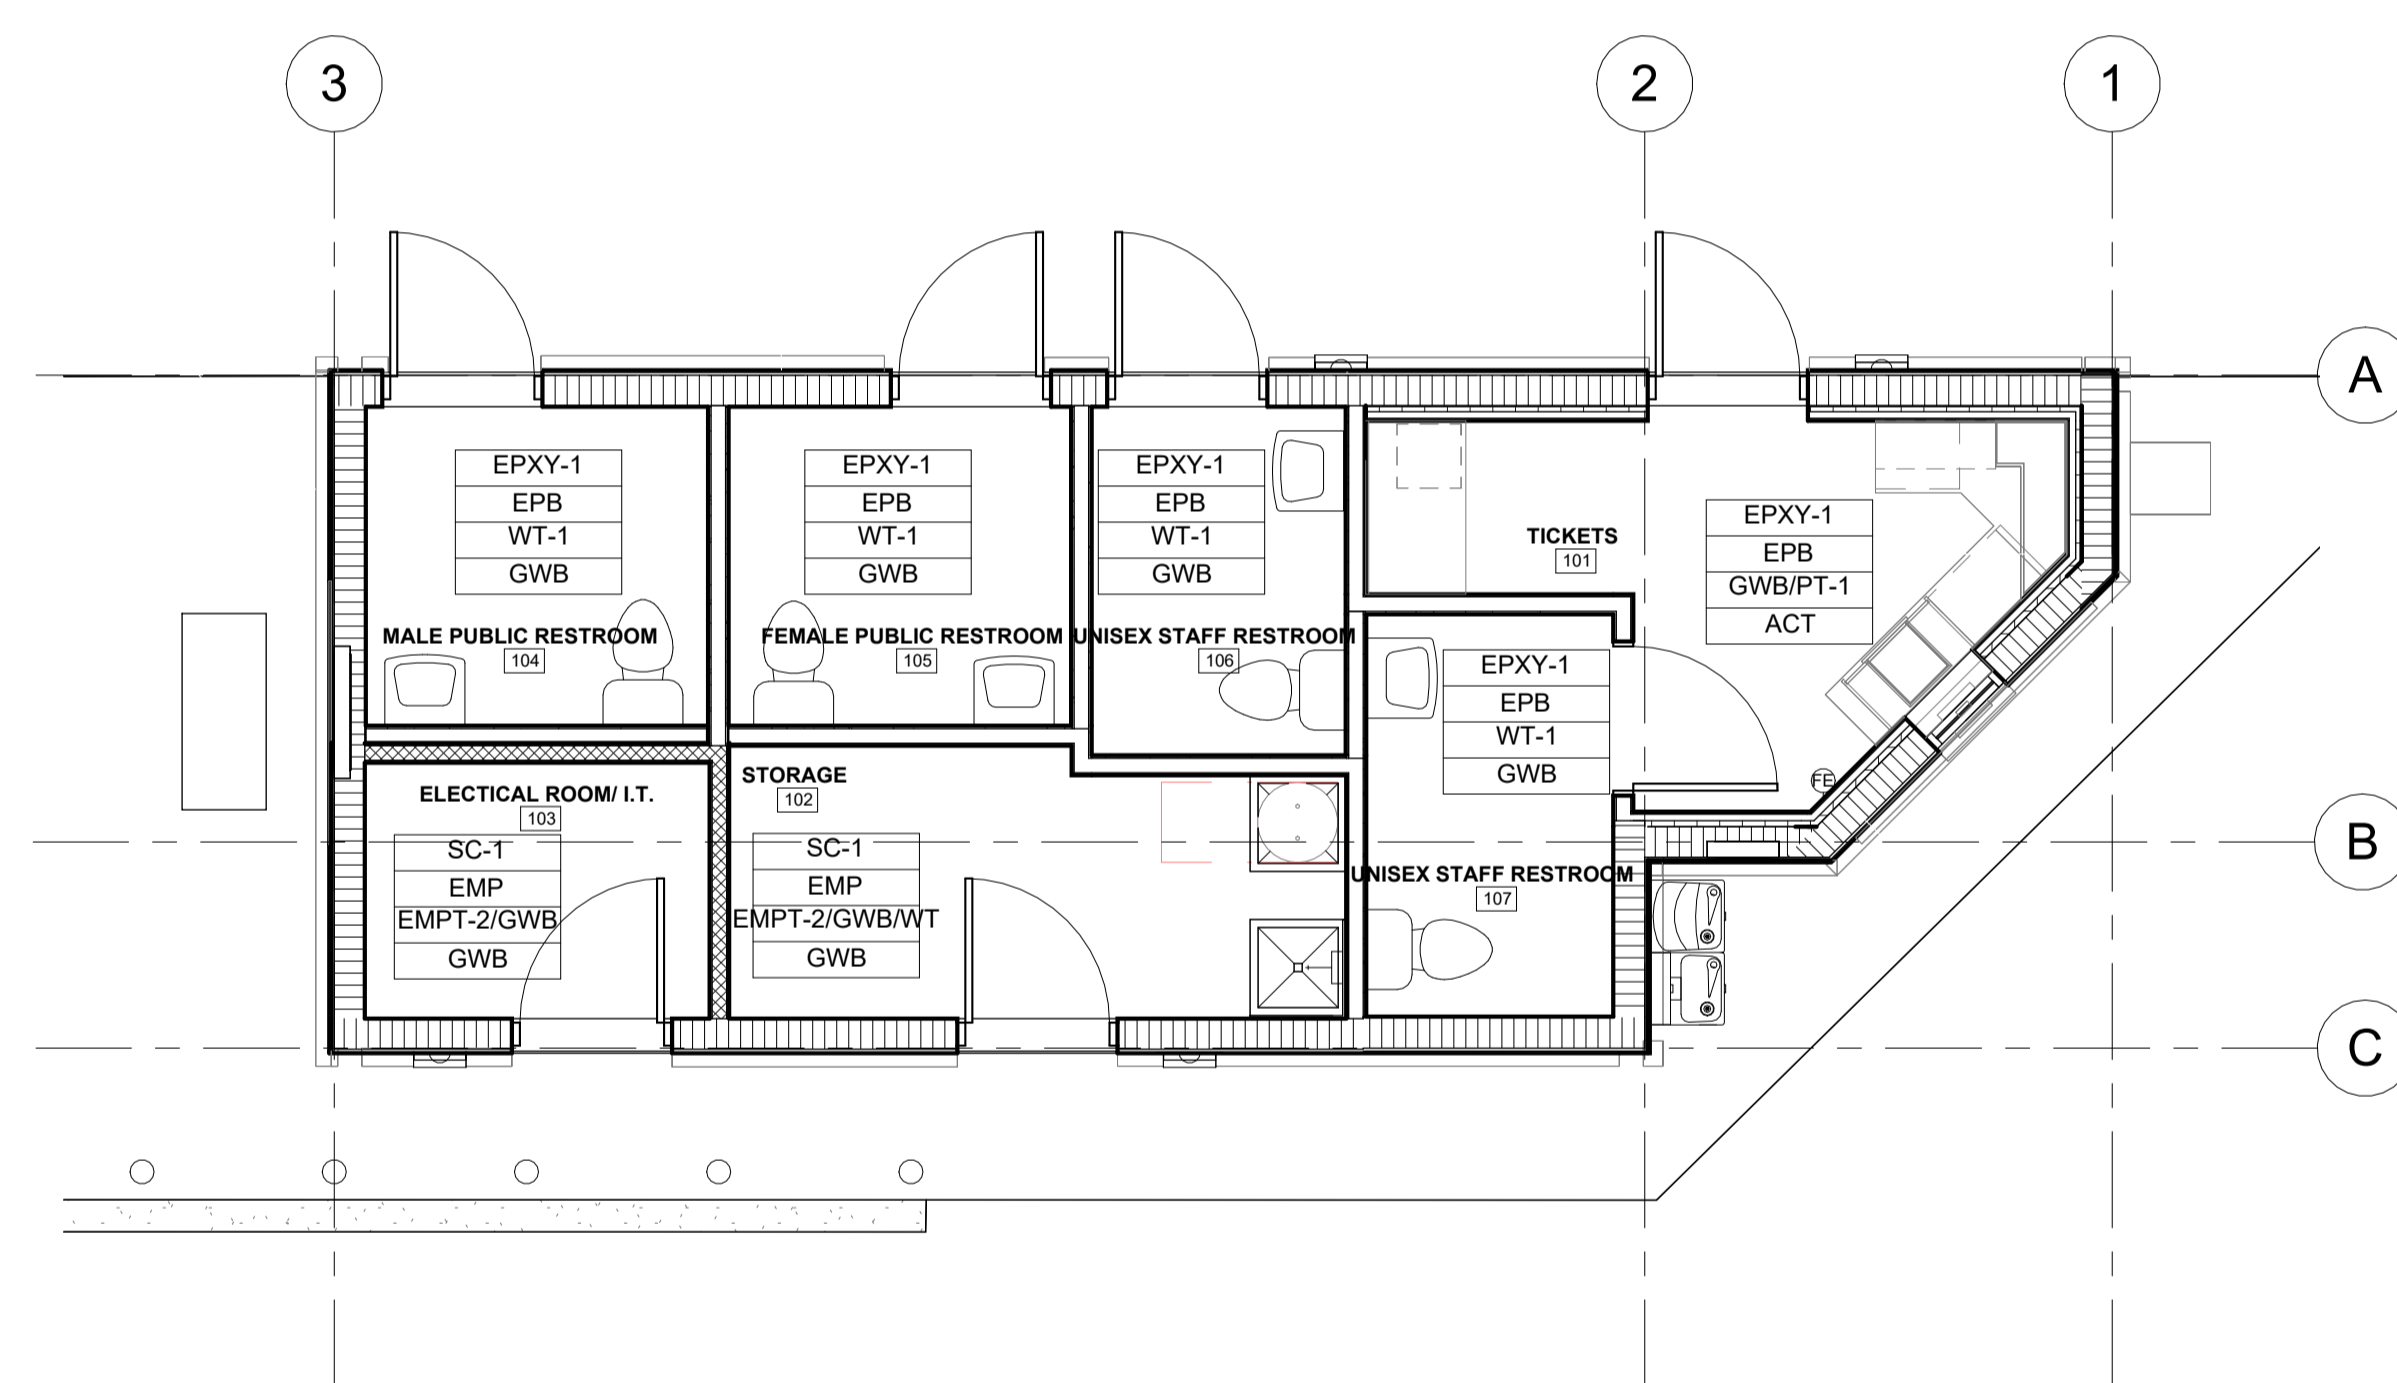 3
2
1
A
EPXY-1
EPB
WT-1
GWB
MALE PUBLIC RESTROOM
104
EPXY-1
EPB
WT-1
GWB
FEMALE PUBLIC RESTROOM
105
EPXY-1
EPB
WT-1
GWB
UNISEX STAFF RESTROOM
106
TICKETS
101
EPXY-1
EPB
GWB/PT-1
ACT
EPXY-1
EPB
WT-1
GWB
UNISEX STAFF RESTROOM
107
FE
ELECTICAL ROOM/ I.T.
103
SC-1
EMP
EMPT-2/GWB
GWB
STORAGE
102
SC-1
EMP
EMPT-2/GWB/WT
GWB
B
C